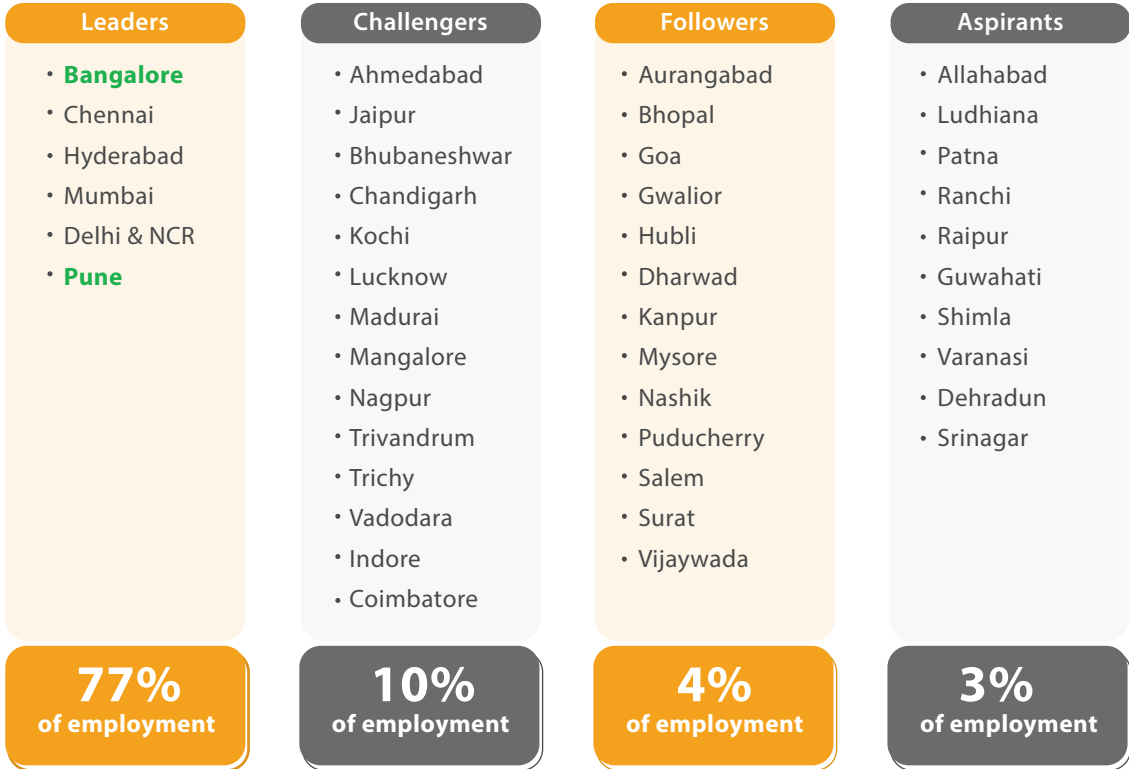 Leaders
• Bangalore
• Chennai
• Hyderabad
• Mumbai
• Delhi & NCR
• Pune
77%
of employment
Challengers
• Ahmedabad
• Jaipur
• Bhubaneshwar
• Chandigarh
• Kochi
• Lucknow
• Madurai
• Mangalore
• Nagpur
• Trivandrum
• Trichy
• Vadodara
• Indore
• Coimbatore
10%
of employment
Followers
• Aurangabad
• Bhopal
• Goa
• Gwalior
• Hubli
• Dharwad
• Kanpur
• Mysore
• Nashik
• Puducherry
• Salem
• Surat
• Vijaywada
4%
of employment
Aspirants
• Allahabad
• Ludhiana
• Patna
• Ranchi
• Raipur
• Guwahati
• Shimla
• Varanasi
• Dehradun
• Srinagar
3%
of employment